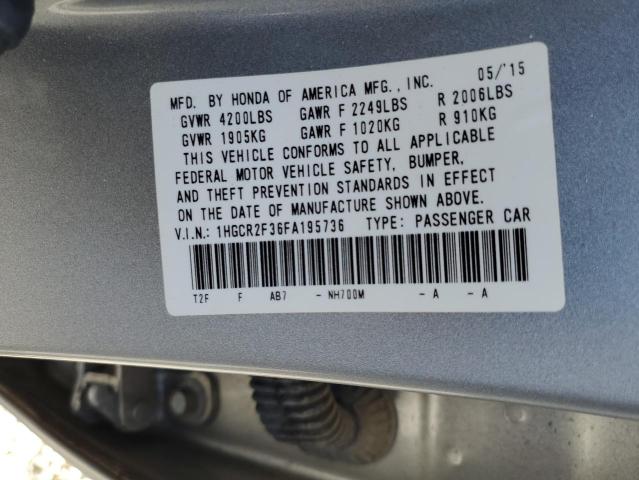 MFD. BY HONDA OF AMERICA MFG., INC. 05/'15
GVWR 4200LBS GAWR F 2249LBS R 2006LBS
GVWR 1905KG GAWR F 1020KG R 910KG
THIS VEHICLE CONFORMS TO ALL APPLICABLE
FEDERAL MOTOR VEHICLE SAFETY, BUMPER,
AND THEFT PREVENTION STANDARDS IN EFFECT
ON THE DATE OF MANUFACTURE SHOWN ABOVE.
V.I.N.: 1HGCR2F36FA195736 TYPE: PASSENGER CAR
T2F F AB7 - NH700M - A - A